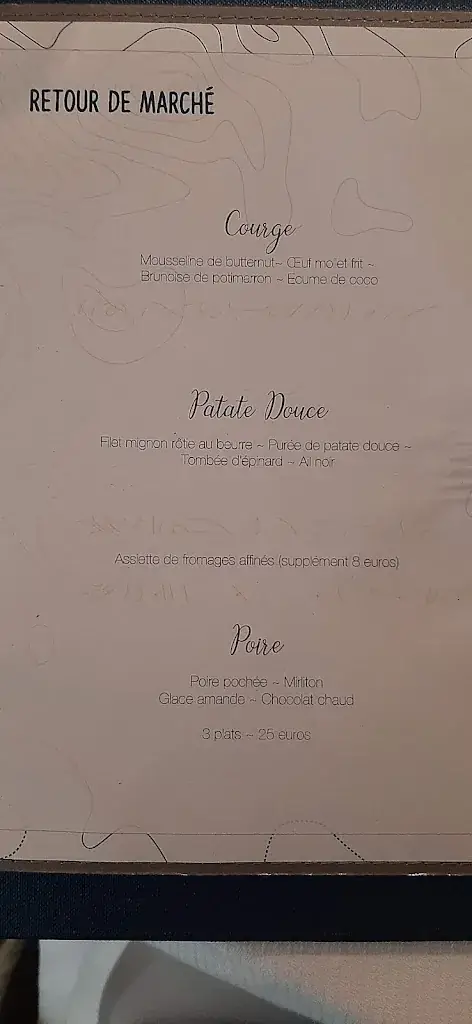 RETOUR DE MARCHÉ
Courge
Mousseline de butternut~ Œuf mollet frit ~
Brunoise de potimarron ~ Ecume de coco
Patate Douce
Filet mignon rôtie au beurre ~ Purée de patate douce ~
Tombée d'épinard ~ Ail noir
Assiette de fromages affinés (supplément 8 euros)
Poire
Poire pochée ~ Mirliton
Glace amande ~ Chocolat chaud
3 plats ~ 25 euros